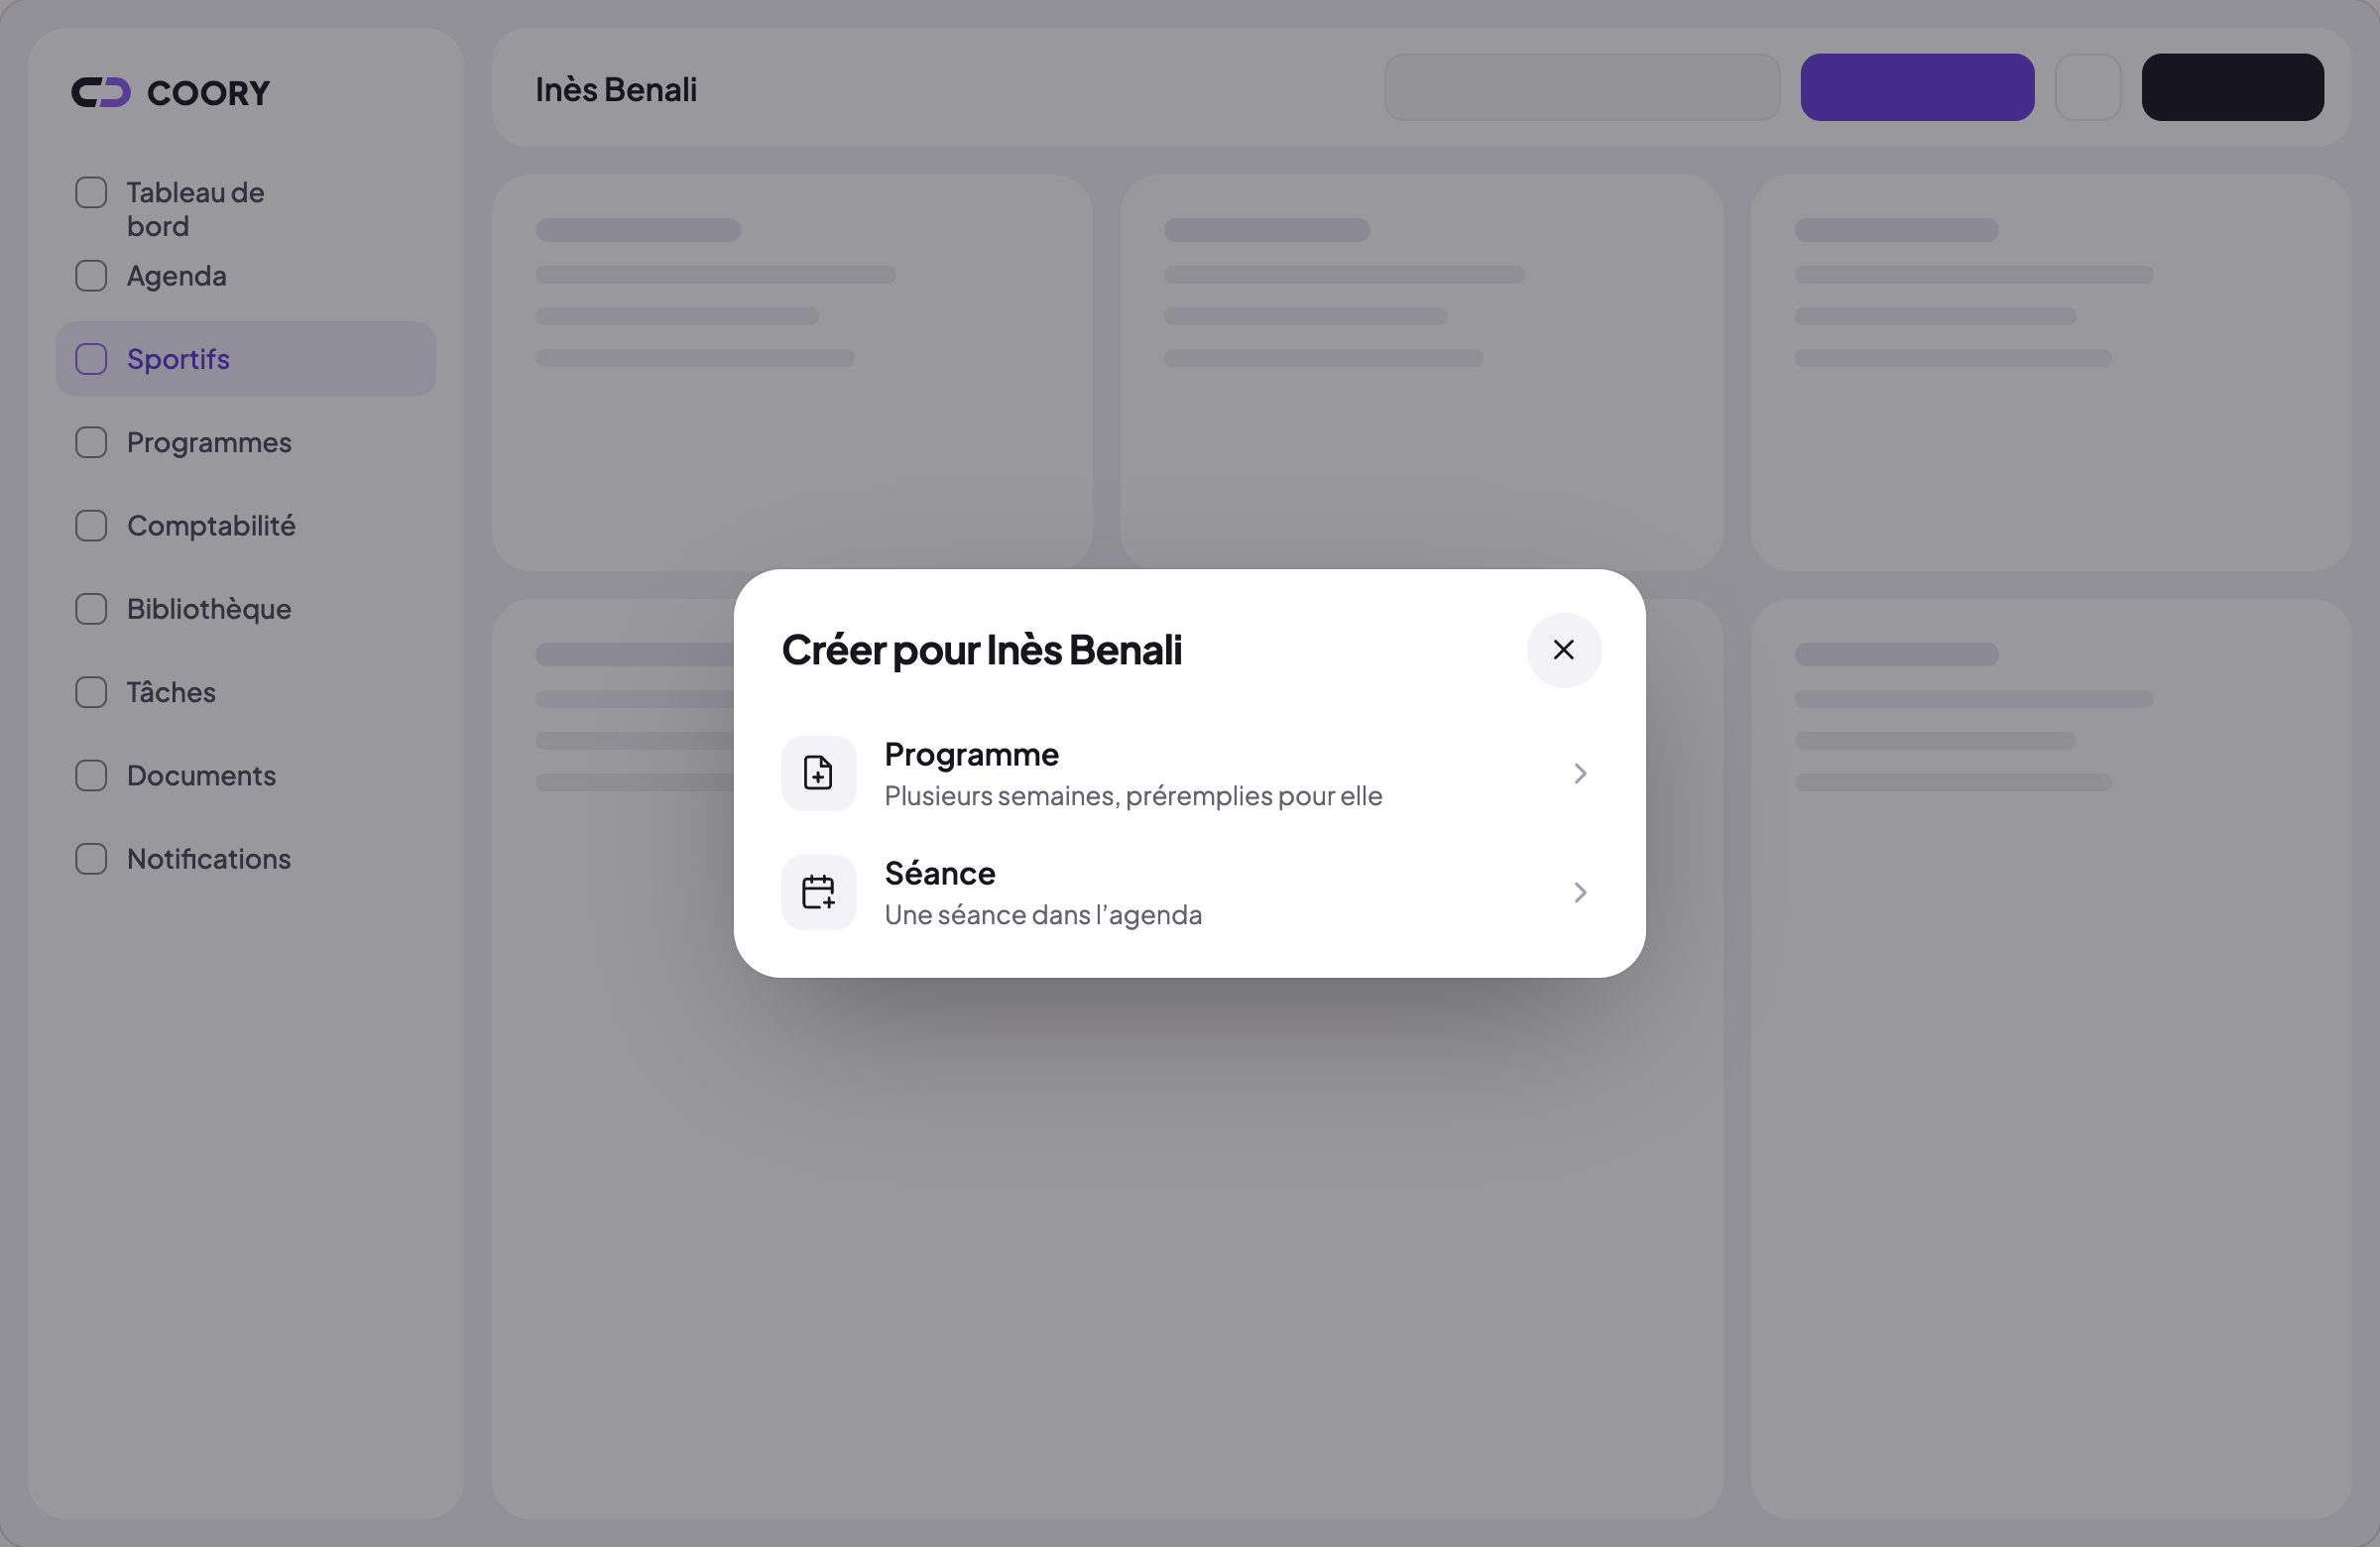 COORY
Tableau de
bord
Agenda
Sportifs
Programmes
Comptabilité
Bibliothèque
Tâches
Documents
Notifications
Inès Benali
Créer pour Inès Benali
Programme
Plusieurs semaines, préremplies pour elle
Séance
Une séance dans l’agenda